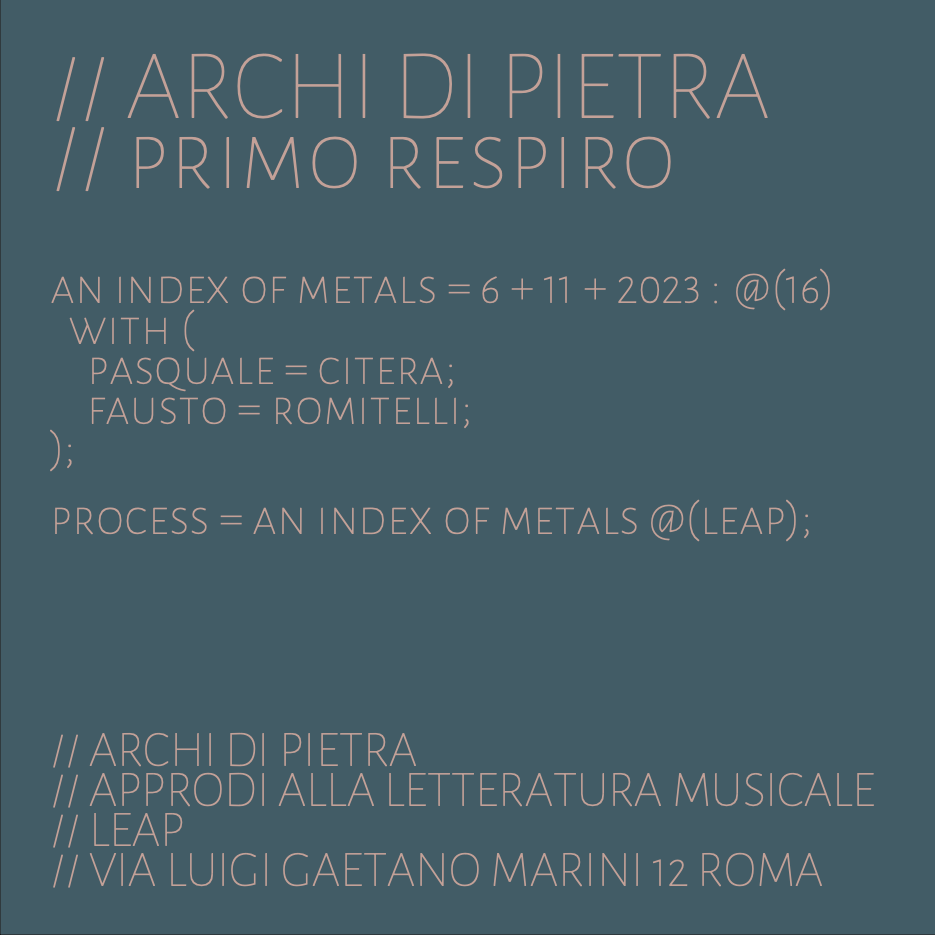 // ARCHI DI PIETRA
// PRIMO RESPIRO
AN INDEX OF METALS = 6 + 11 + 2023 : @(16)
WITH (
PASQUALE = CITERA;
FAUSTO = ROMITELLI;
);
PROCESS = AN INDEX OF METALS @(LEAP);
// ARCHI DI PIETRA
// APPRODI ALLA LETTERATURA MUSICALE
// LEAP
// VIA LUIGI GAETANO MARINI 12 ROMA